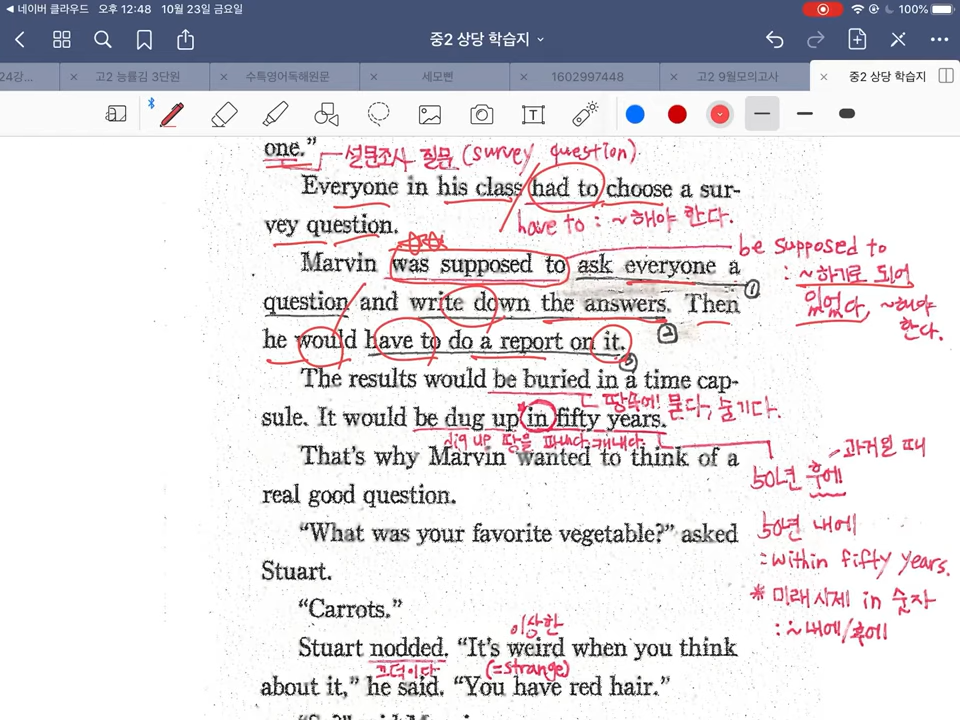 네이버 클라우드 오후 12:48 10월 23일 금요일 100%
중2 상당 학습지
24강... 고2 능률김 3단원 수특영어독해원문 세모빤 1602997448 고2 9월모의고사 중2 상당 학습지
one.” 설문조사 질문 (survey question)
Everyone in his class had to choose a sur-
have to : ~해야 한다.
vey question.
be supposed to
Marvin was supposed to ask everyone a ①
: ~하기로 되어
question and write down the answers. Then ②
있었다, ~해야
한다.
he would have to do a report on it. ③
The results would be buried in a time cap-
땅속에! 묻다, 숨기다.
sule. It would be dug up in fifty years.
dig up 땅을 파내다, 캐내다
과거일 때
That’s why Marvin wanted to think of a
50년 후에
real good question.
50년 내에
“What was your favorite vegetable?” asked
= within fifty years.
Stuart.
* 미래시제 in 숫자
“Carrots.”
: ~내에/후에
이상한
Stuart nodded. “It’s weird when you think
끄덕이다 (=strange)
about it,” he said. “You have red hair.”